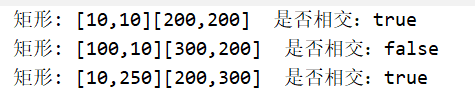 矩形: [10,10][200,200]  是否相交：true
矩形: [100,10][300,200]  是否相交：false
矩形: [10,250][200,300]  是否相交：true